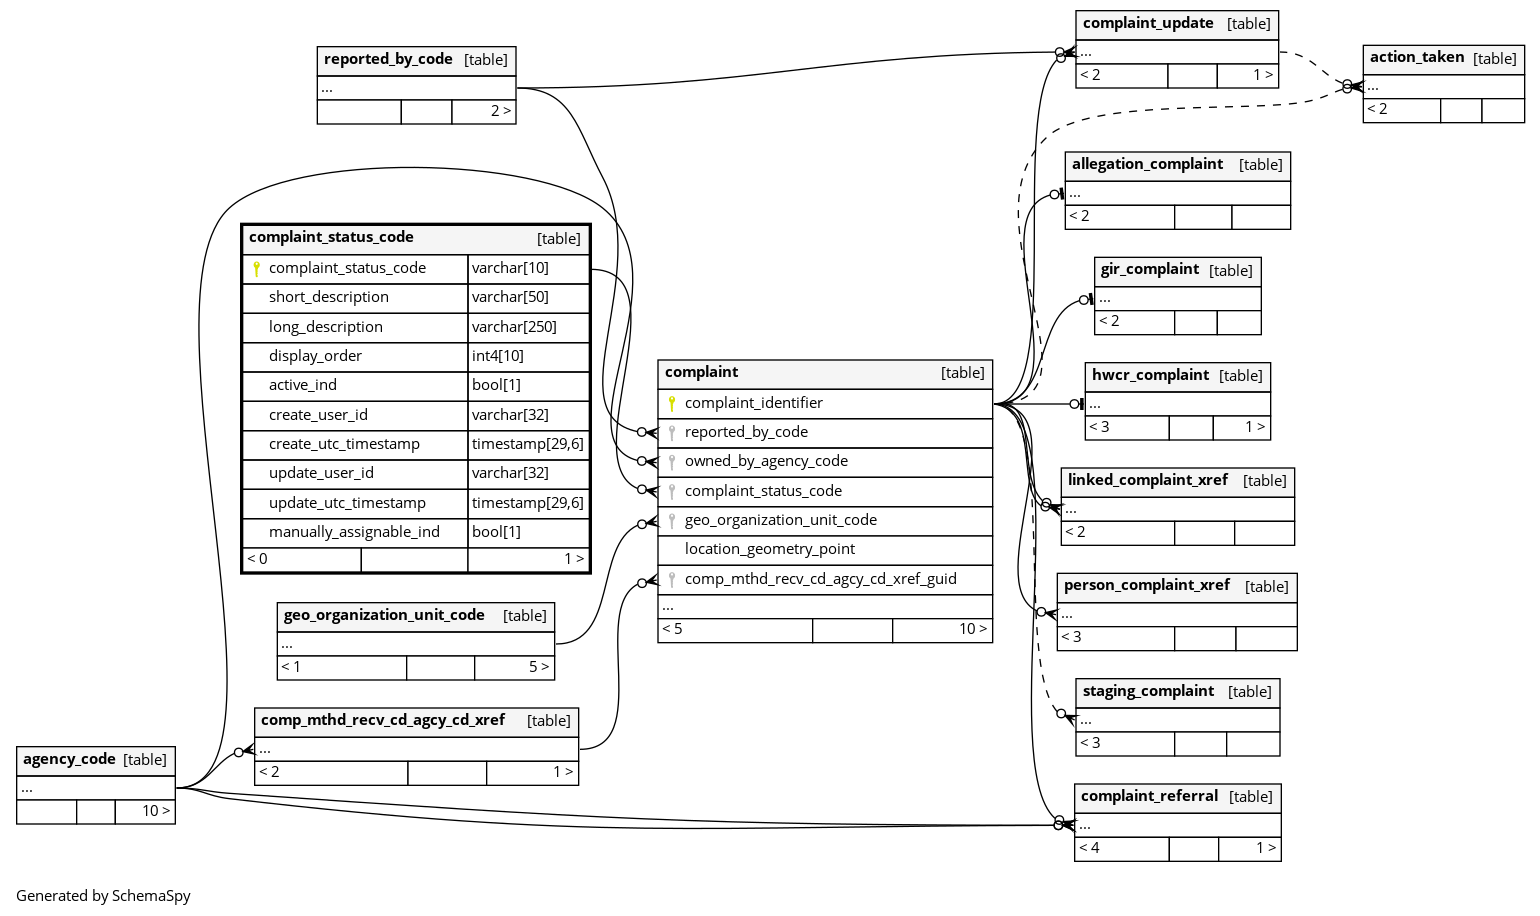 reported_by_code [table]
...
2 >
complaint_status_code [table]
complaint_status_code varchar[10]
short_description varchar[50]
long_description varchar[250]
display_order int4[10]
active_ind bool[1]
create_user_id varchar[32]
create_utc_timestamp timestamp[29,6]
update_user_id varchar[32]
update_utc_timestamp timestamp[29,6]
manually_assignable_ind bool[1]
< 0 1 >
geo_organization_unit_code [table]
...
< 1 5 >
comp_mthd_recv_cd_agcy_cd_xref [table]
...
< 2 1 >
agency_code [table]
...
10 >
complaint [table]
complaint_identifier
reported_by_code
owned_by_agency_code
complaint_status_code
geo_organization_unit_code
location_geometry_point
comp_mthd_recv_cd_agcy_cd_xref_guid
...
< 5 10 >
complaint_update [table]
...
< 2 1 >
action_taken [table]
...
< 2
allegation_complaint [table]
...
< 2
gir_complaint [table]
...
< 2
hwcr_complaint [table]
...
< 3 1 >
linked_complaint_xref [table]
...
< 2
person_complaint_xref [table]
...
< 3
staging_complaint [table]
...
< 3
complaint_referral [table]
...
< 4 1 >
Generated by SchemaSpy